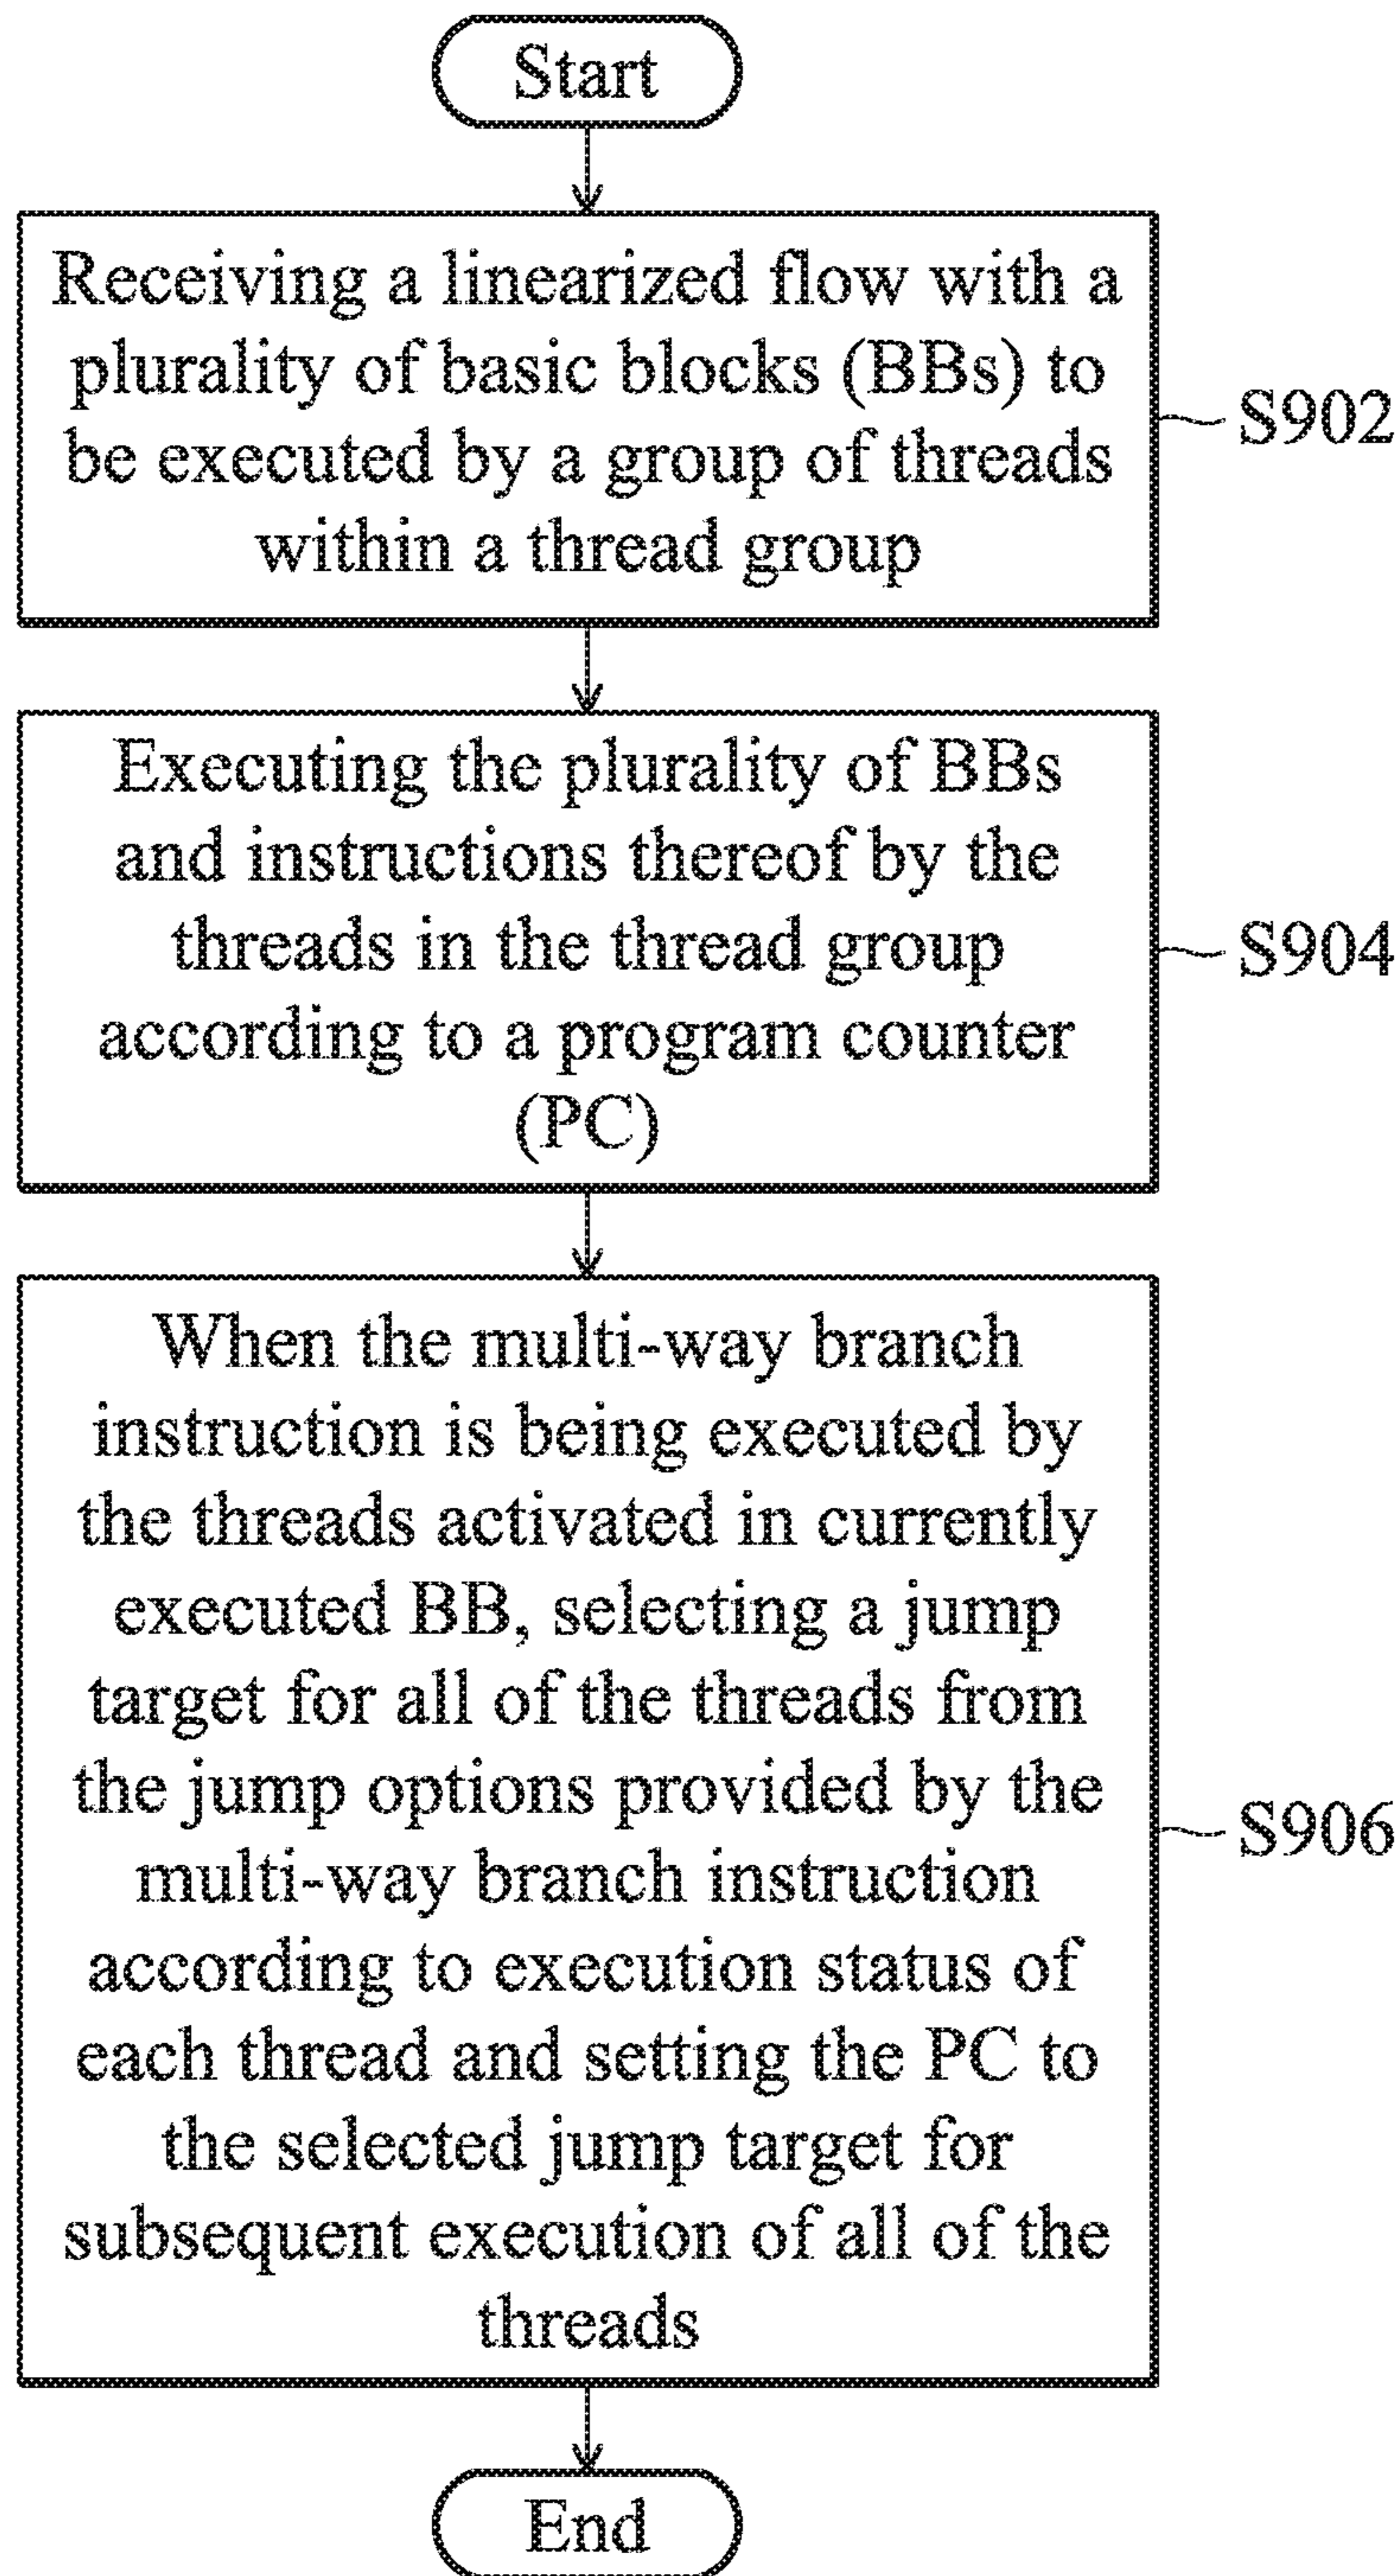 Start
Receiving a linearized flow with a
plurality of basic blocks (BBs) to
be executed by a group of threads
within a thread group
S902
Executing the plurality of BBs
and instructions thereof by the
threads in the thread group
according to a program counter
(PC)
S904
When the multi-way branch
instruction is being executed by
the threads activated in currently
executed BB, selecting a jump
target for all of the threads from
the jump options provided by the
multi-way branch instruction
according to execution status of
each thread and setting the PC to
the selected jump target for
subsequent execution of all of the
threads
S906
End